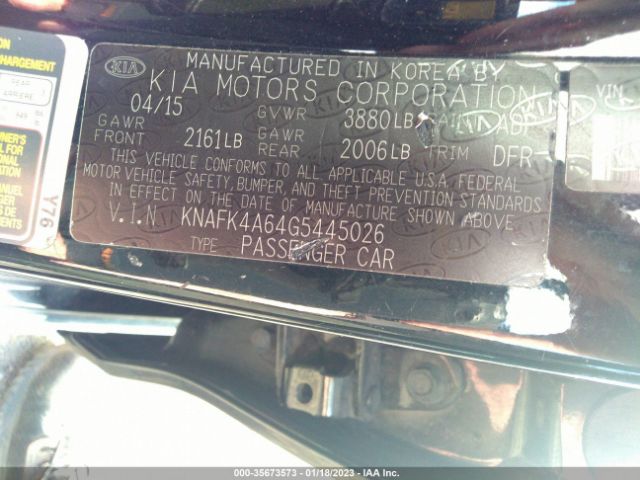 KIA
MANUFACTURED IN KOREA BY
KIA MOTORS CORPORATION
04/15 GVWR 3880LB
GAWR FRONT 2161LB GAWR REAR 2006LB TRIM DFR
THIS VEHICLE CONFORMS TO ALL APPLICABLE U.S.A. FEDERAL
MOTOR VEHICLE SAFETY, BUMPER, AND THEFT PREVENTION STANDARDS
IN EFFECT ON THE DATE OF MANUFACTURE SHOWN ABOVE.
V.I.N KNAFK4A64G5445026
TYPE PASSENGER CAR
Y76
VIN
000-35673573 - 01/18/2023 - IAA Inc.